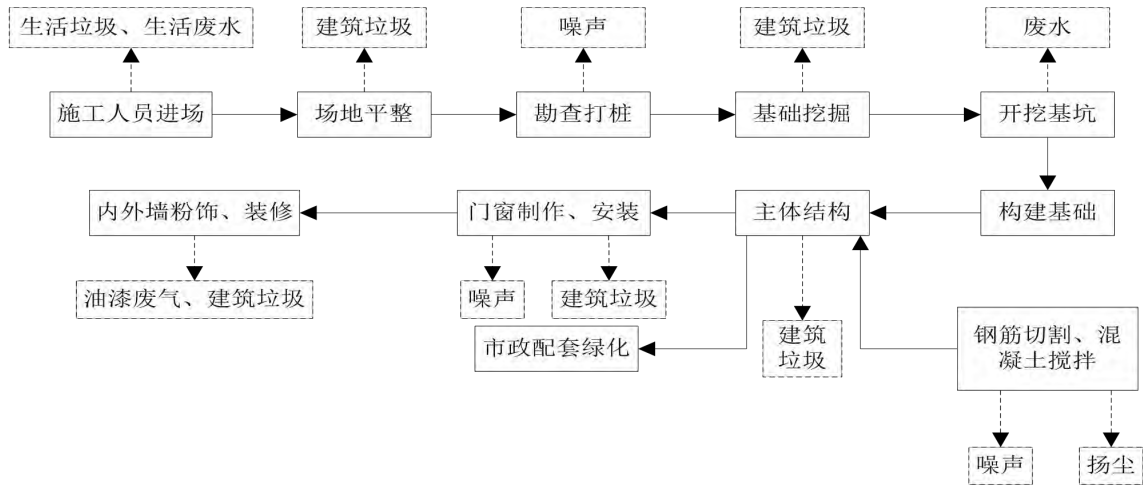 生活垃圾、生活废水
建筑垃圾
噪声
建筑垃圾
废水
施工人员进场
场地平整
勘查打桩
基础挖掘
开挖基坑
内外墙粉饰、装修
门窗制作、安装
主体结构
构建基础
油漆废气、建筑垃圾
噪声
建筑垃圾
市政配套绿化
建筑
垃圾
钢筋切割、混
凝土搅拌
噪声
扬尘